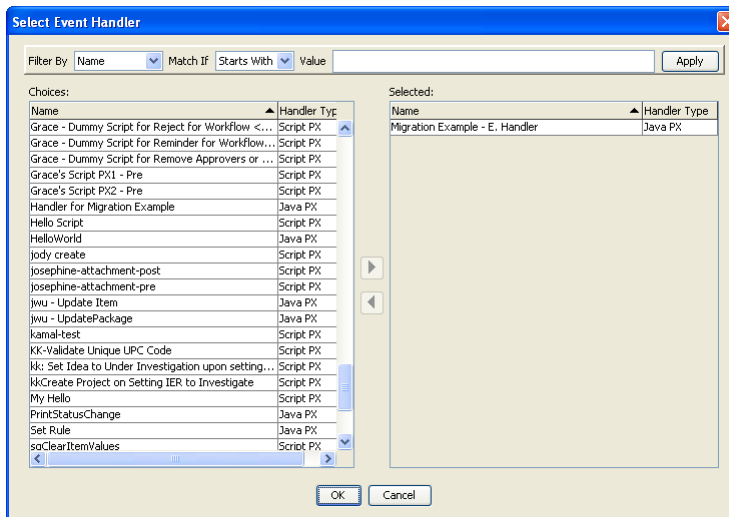 Select Event Handler
Filter By Name Match If Starts With Value Apply
Choices: Selected:
Name Handler Typ Name Handler Type
Grace - Dummy Script for Reject for Workflow <... Script PX Migration Example - E. Handler Java PX
Grace - Dummy Script for Reminder for Workflow... Script PX
Grace - Dummy Script for Remove Approvers or ... Script PX
Grace's Script PX1 - Pre Script PX
Grace's Script PX2 - Pre Script PX
Handler for Migration Example Java PX
Hello Script Script PX
HelloWorld Java PX
jody create Script PX
josephine-attachment-post Script PX
josephine-attachment-pre Script PX
jwu - Update Item Java PX
jwu - UpdatePackage Java PX
kamal-test Script PX
KK-Validate Unique UPC Code Script PX
kk: Set Idea to Under Investigation upon setting... Script PX
kkCreate Project on Setting IER to Investigate Script PX
My Hello Script PX
PrintStatusChange Java PX
Set Rule Java PX
sgClearItemValues Script PX
OK Cancel